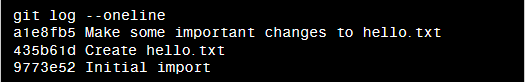 git log --oneline
a1e8fb5 Make some important changes to hello.txt
435b61d Create hello.txt
9773e52 Initial import